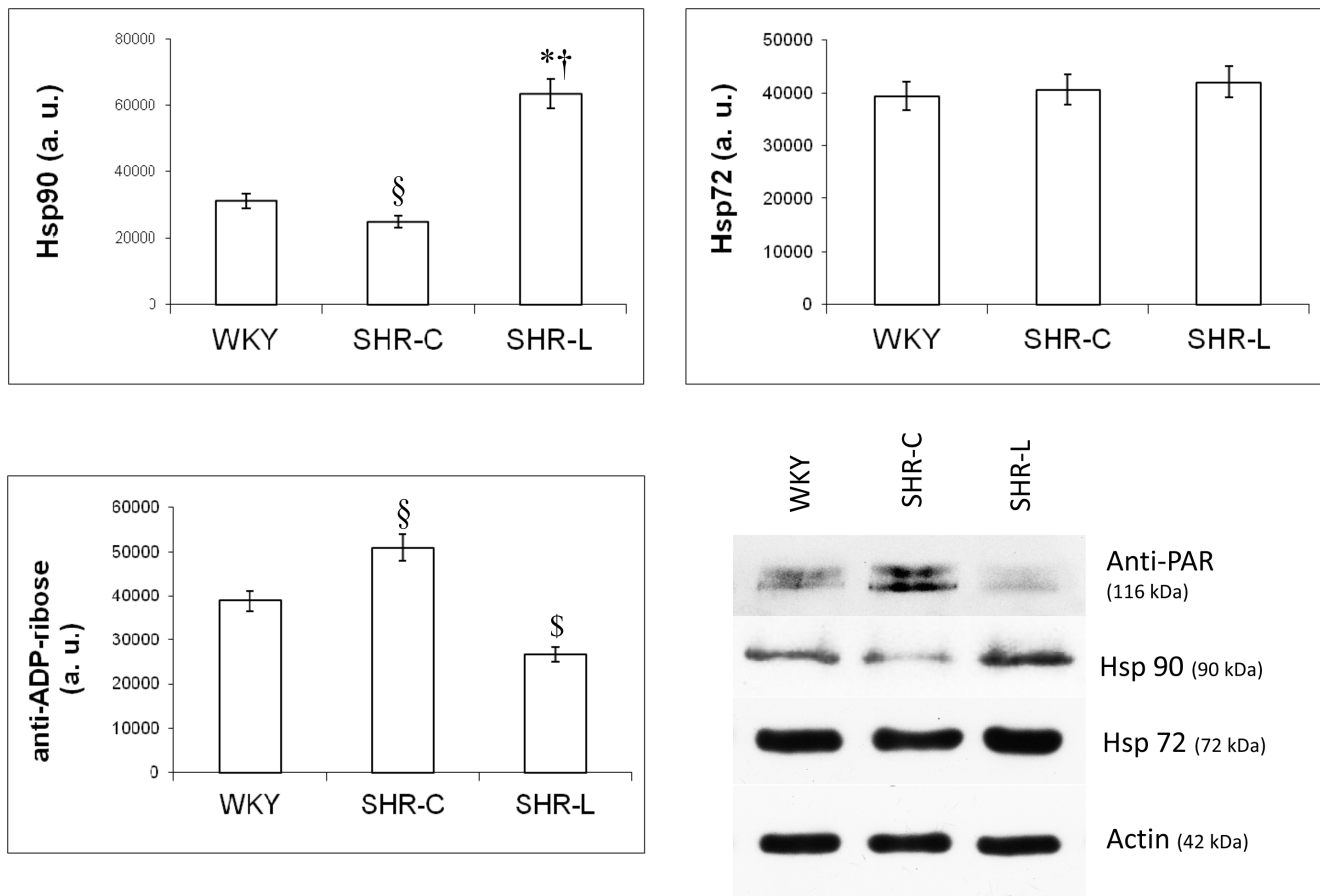 Hsp90 (a. u.)
80000
60000
40000
20000
0
*†
§
WKY SHR-C SHR-L
Hsp72 (a. u.)
50000
40000
30000
20000
10000
0
WKY SHR-C SHR-L
anti-ADP-ribose
(a. u.)
60000
50000
40000
30000
20000
10000
0
§
$
WKY SHR-C SHR-L
WKY SHR-C SHR-L
Anti-PAR
(116 kDa)
Hsp 90 (90 kDa)
Hsp 72 (72 kDa)
Actin (42 kDa)